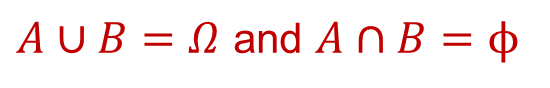 A ∪ B = Ω and A ∩ B = ϕ